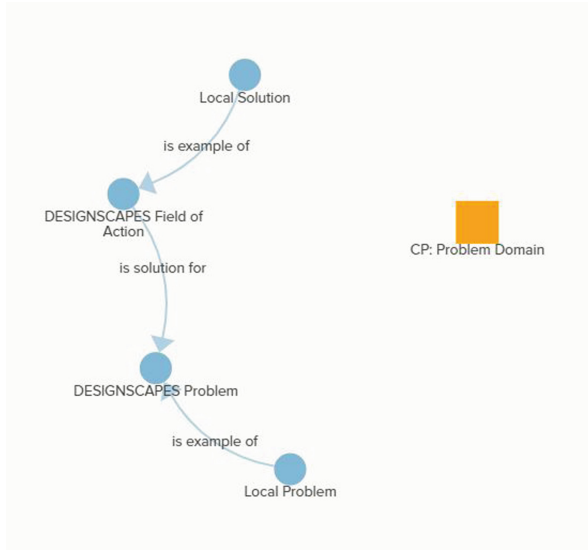 Local Solution
is example of
DESIGNSCAPES Field of
Action
CP: Problem Domain
is solution for
DESIGNSCAPES Problem
is example of
Local Problem